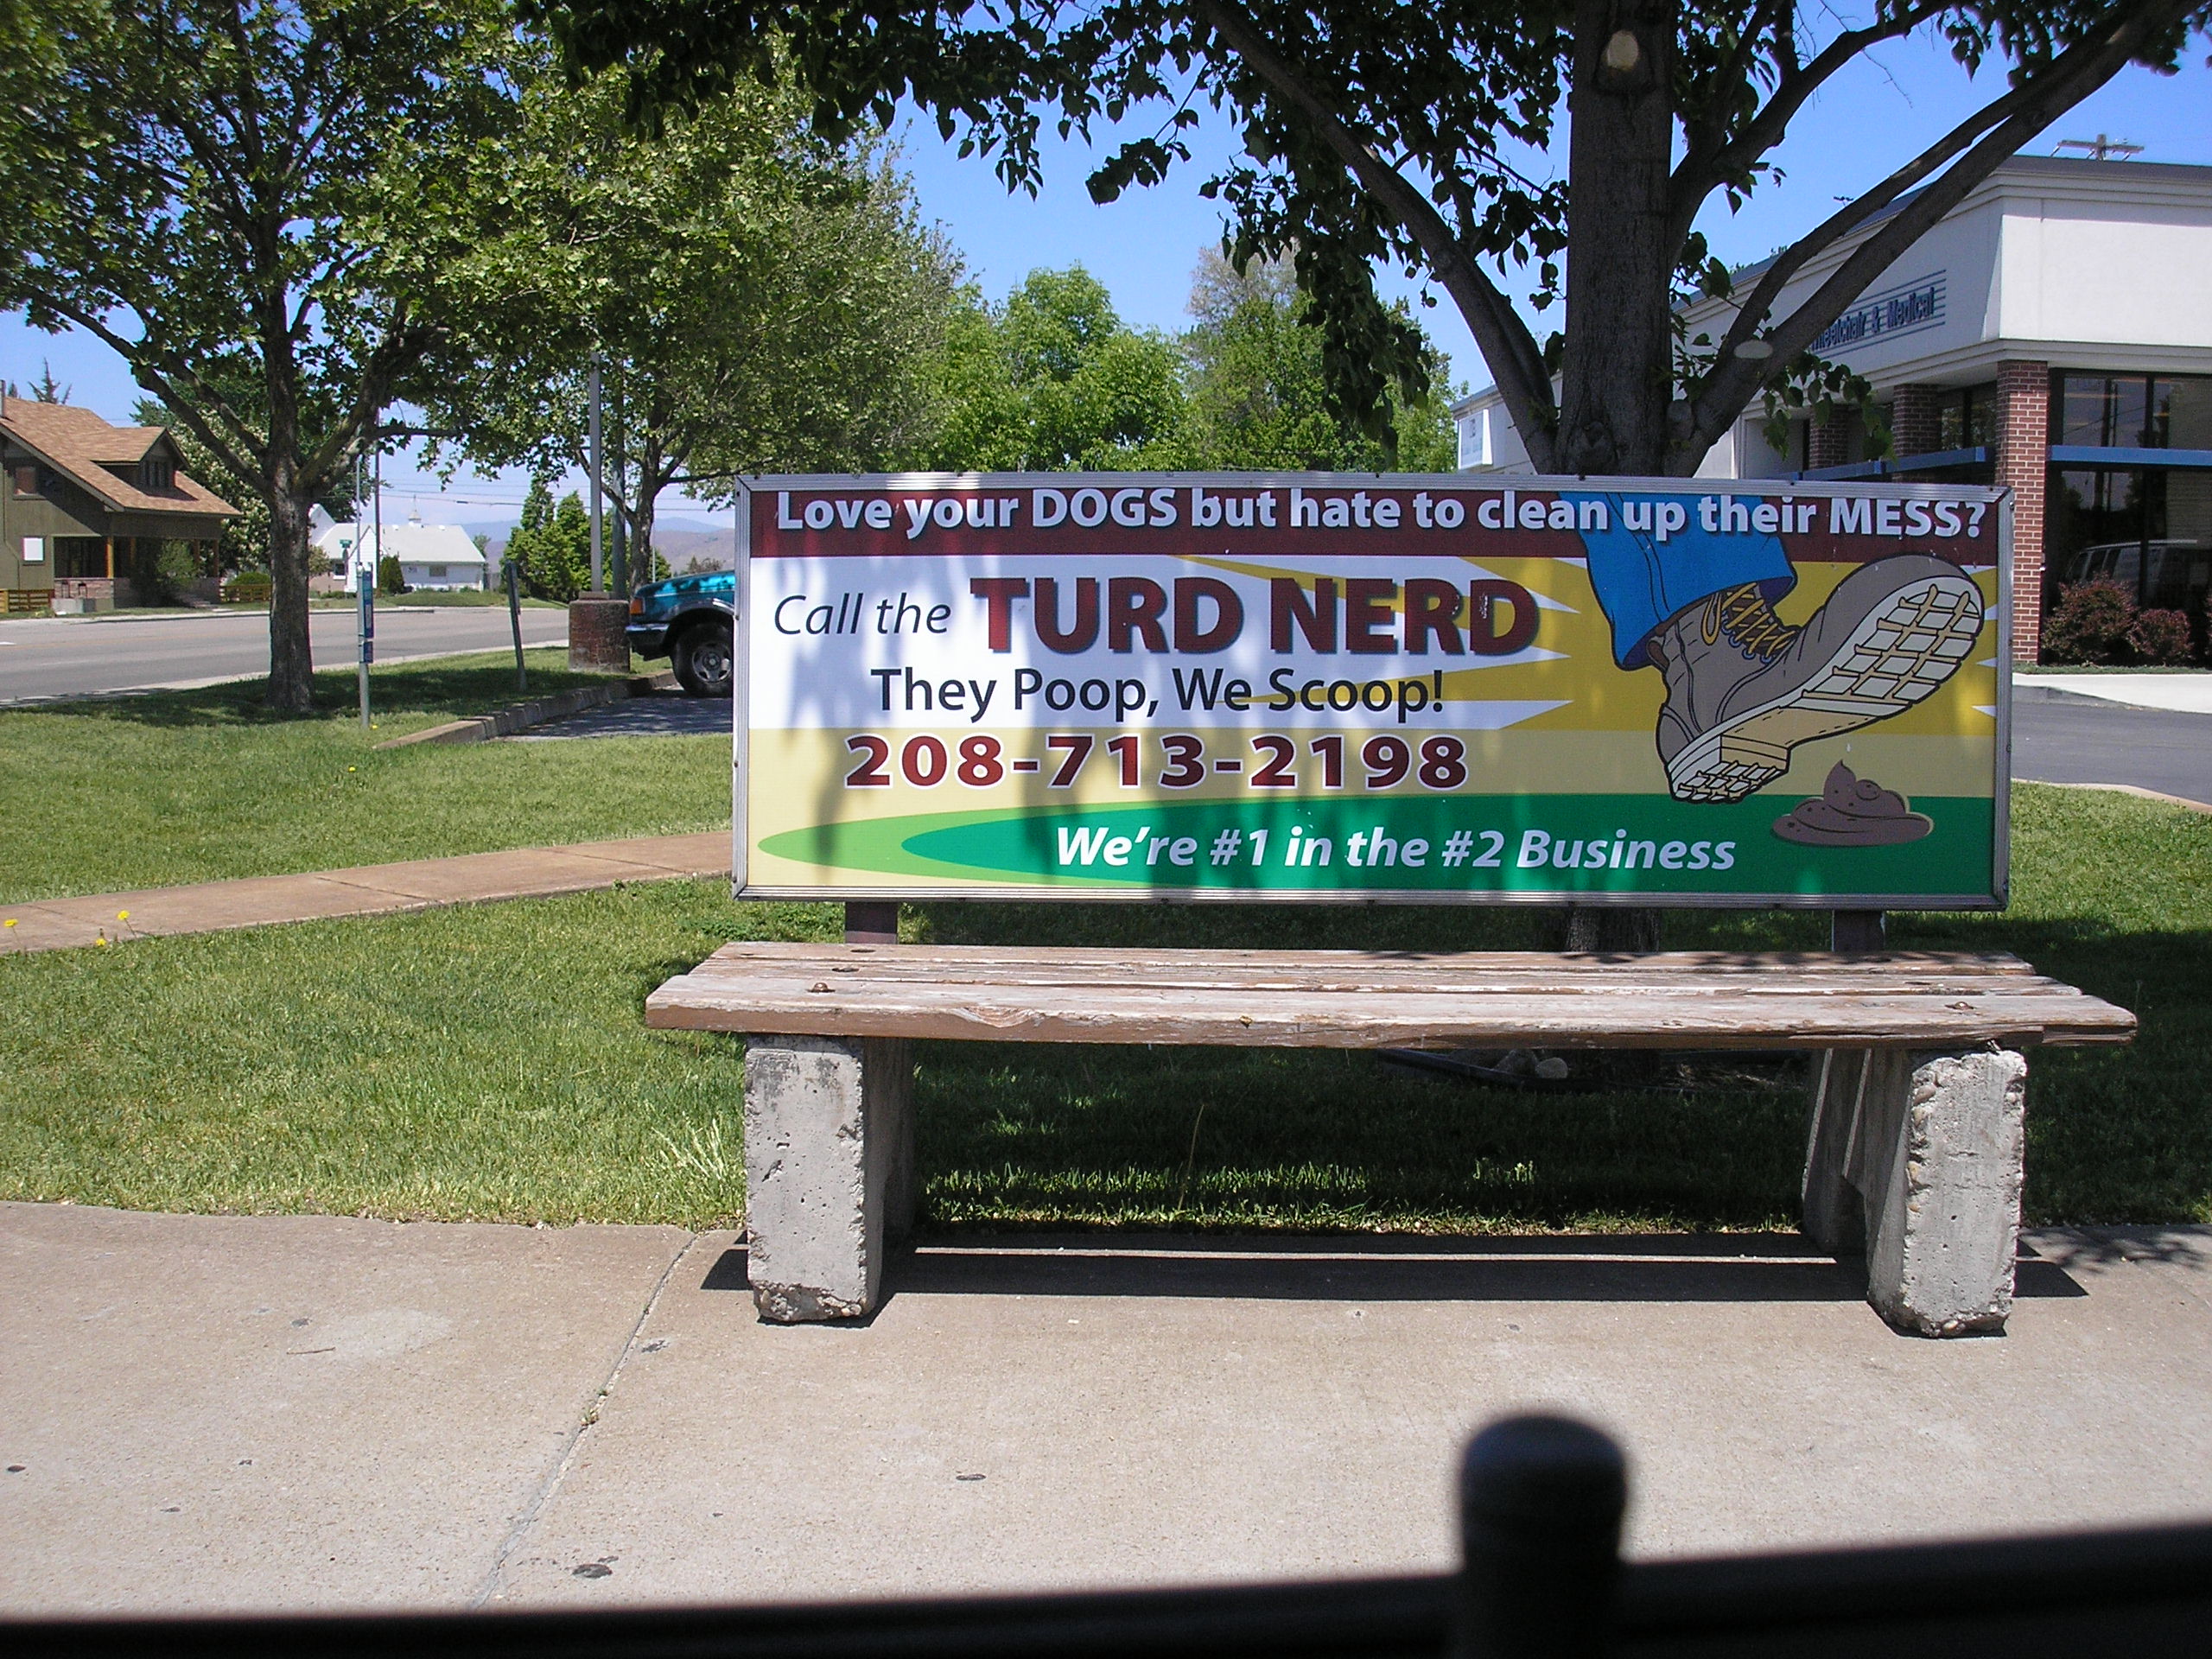 Love your DOGS but hate to clean up their MESS?
Call the TURD NERD
They Poop, We Scoop!
208-713-2198
We're #1 in the #2 Business
& Medical